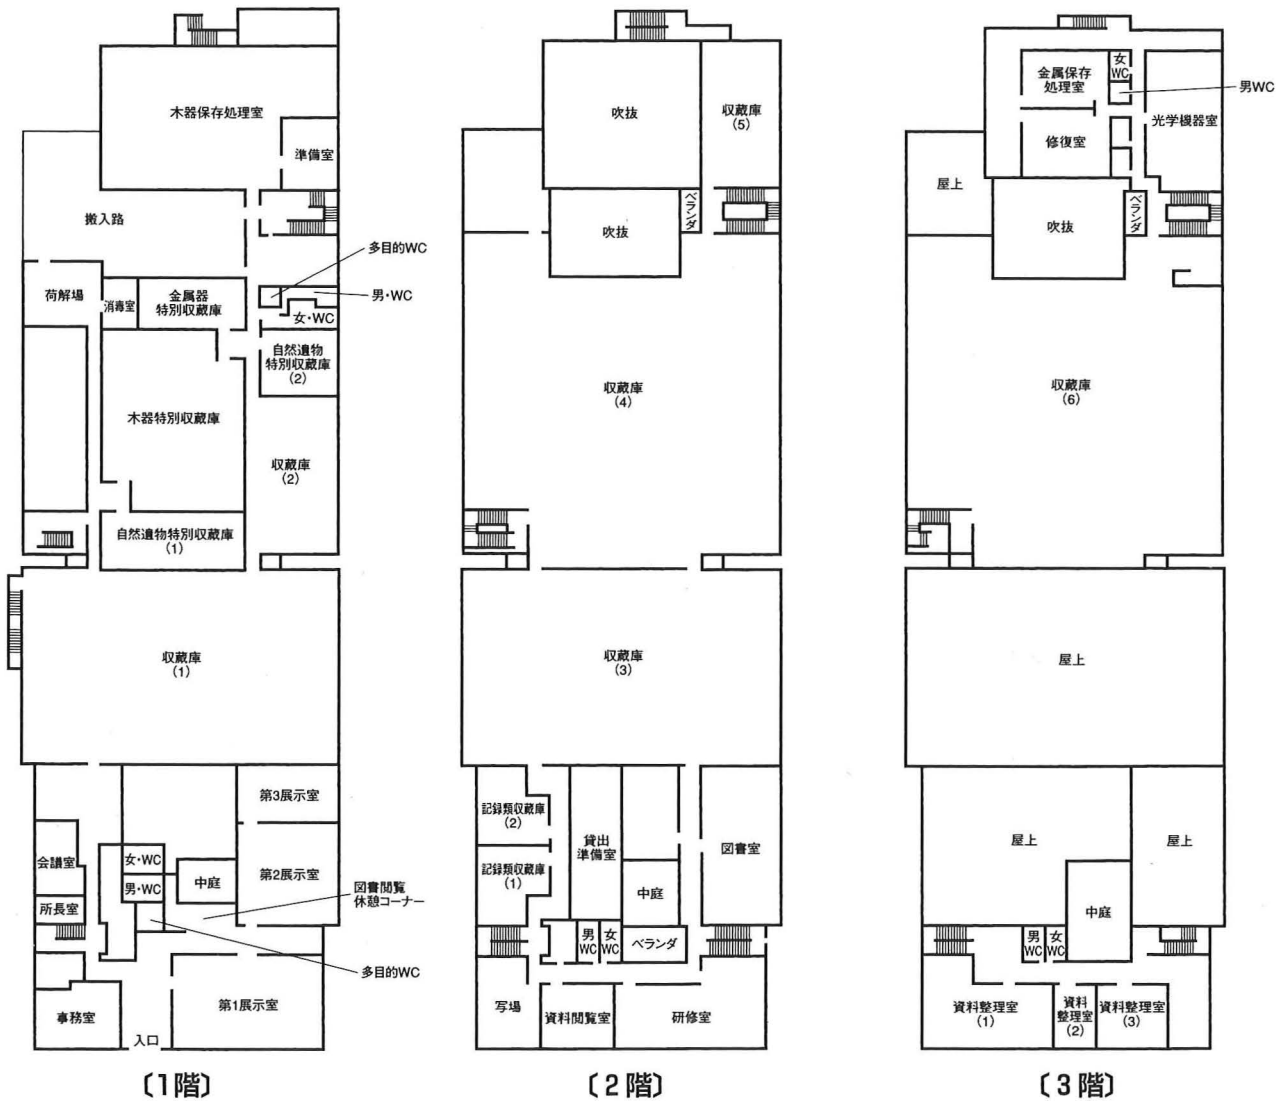 木器保存処理室
準備室
搬入路
多目的WC
荷解場
消毒室
金属器
特別収蔵庫
男・WC
女・WC
自然遺物
特別収蔵庫
(2)
木器特別収蔵庫
収蔵庫
(2)
自然遺物特別収蔵庫
(1)
収蔵庫
(1)
第3展示室
会議室
女・WC
男・WC
中庭
第2展示室
図書閲覧
休憩コーナー
所長室
多目的WC
事務室
第1展示室
入口
〔1階〕
吹抜
収蔵庫
(5)
吹抜
ベランダ
収蔵庫
(4)
収蔵庫
(3)
記録類収蔵庫
(2)
貸出
準備室
図書室
記録類収蔵庫
(1)
中庭
男
WC
女
WC
ベランダ
写場
資料閲覧室
研修室
〔2階〕
金属保存
処理室
女
WC
男WC
光学機器室
修復室
屋上
吹抜
ベランダ
収蔵庫
(6)
屋上
屋上
屋上
中庭
男
WC
女
WC
資料整理室
(1)
資料
整理室
(2)
資料整理室
(3)
〔3階〕